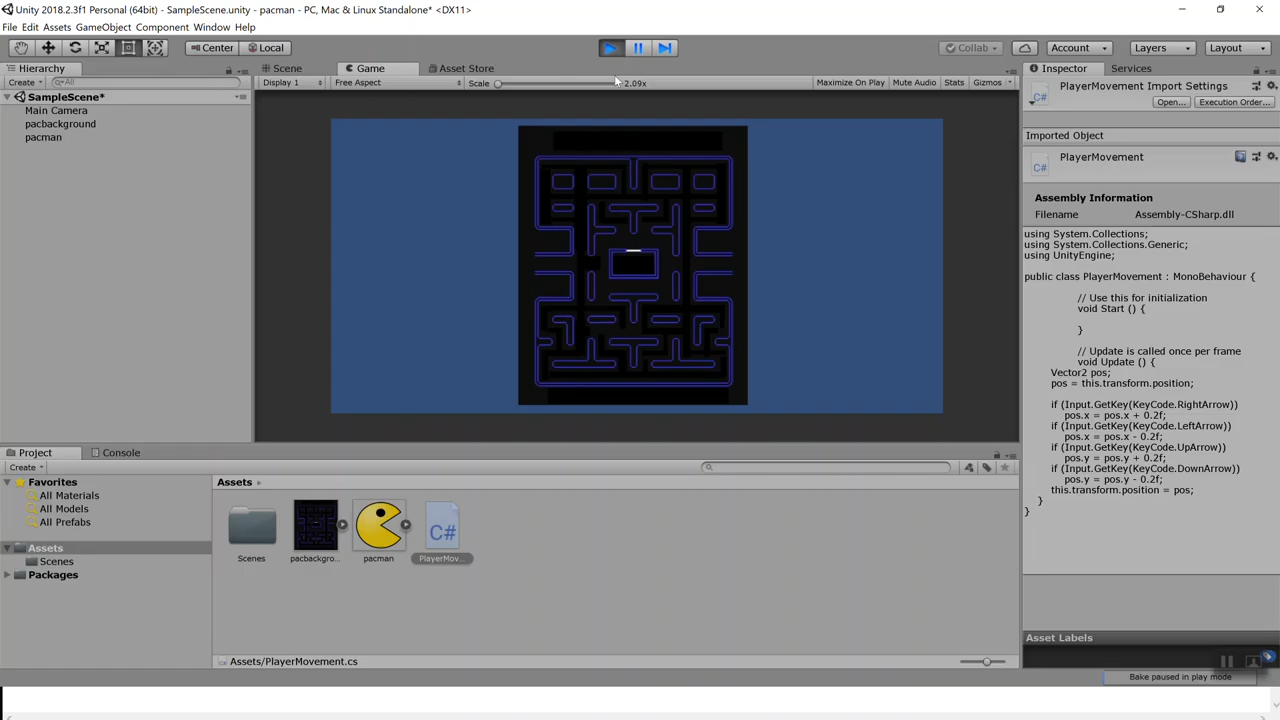 Unity 2018.2.3f1 Personal (64bit) - SampleScene.unity - pacman - PC, Mac & Linux Standalone* <DX11>
File Edit Assets GameObject Component Window Help
Center Local Collab Account Layers Layout
Hierarchy
Create All
SampleScene*
Main Camera
pacbackground
pacman
Scene Game Asset Store
Display 1 Free Aspect Scale 2.09x Maximize On Play Mute Audio Stats Gizmos
Inspector Services
PlayerMovement Import Settings
Open... Execution Order...
Imported Object
PlayerMovement
Assembly Information
Filename Assembly-CSharp.dll
using System.Collections;
using System.Collections.Generic;
using UnityEngine;
public class PlayerMovement : MonoBehaviour {
// Use this for initialization
void Start () {
}
// Update is called once per frame
void Update () {
Vector2 pos;
pos = this.transform.position;
if (Input.GetKey(KeyCode.RightArrow))
pos.x = pos.x + 0.2f;
if (Input.GetKey(KeyCode.LeftArrow))
pos.x = pos.x - 0.2f;
if (Input.GetKey(KeyCode.UpArrow))
pos.y = pos.y + 0.2f;
if (Input.GetKey(KeyCode.DownArrow))
pos.y = pos.y - 0.2f;
this.transform.position = pos;
}
}
Project Console
Create
Favorites
All Materials
All Models
All Prefabs
Assets
Scenes
Packages
Assets
Scenes
pacbackgro...
pacman
C#
PlayerMov...
Assets/PlayerMovement.cs
Asset Labels
Bake paused in play mode